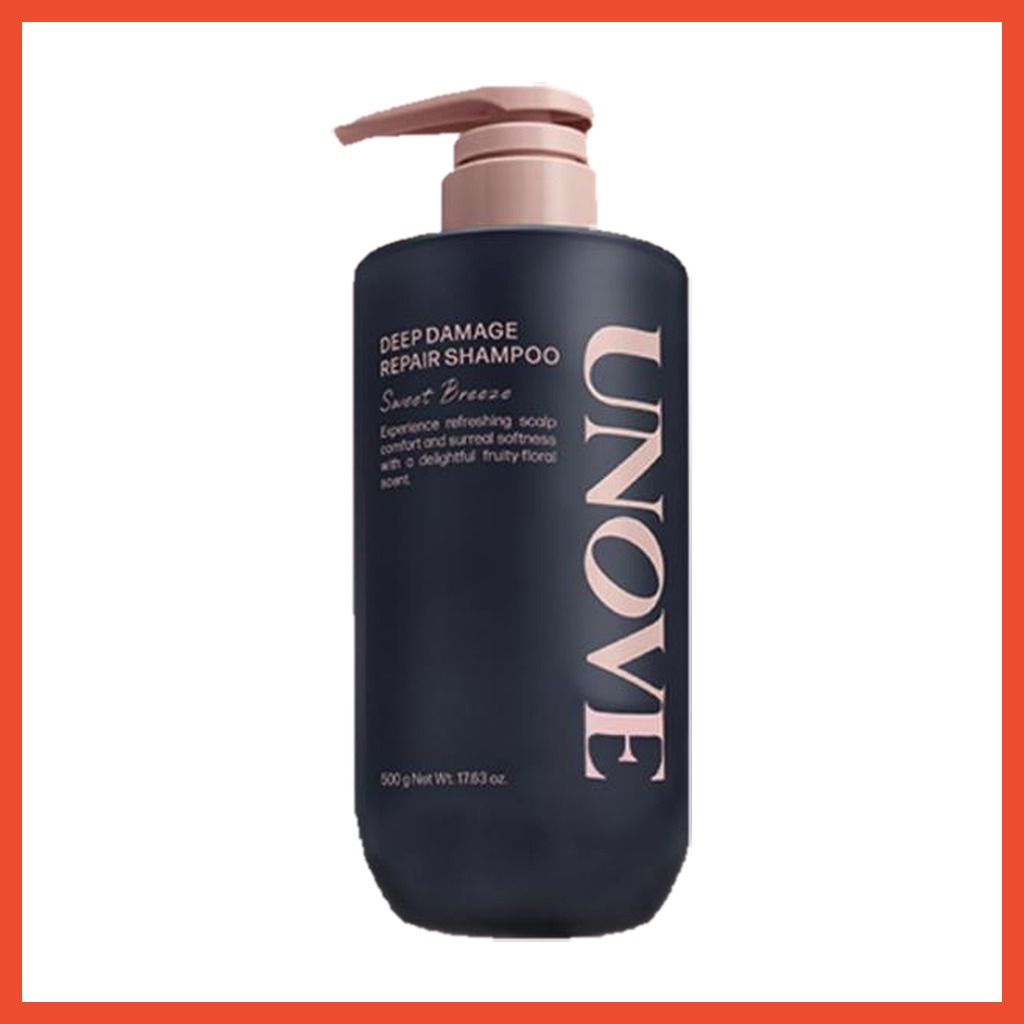 DEEP DAMAGE
REPAIR SHAMPOO
Sweet Breeze
Experience refreshing scalp
comfort and surreal softness
with a delightful fruity-floral
scent.
500 g Net Wt. 17.63 oz.
UNOVE